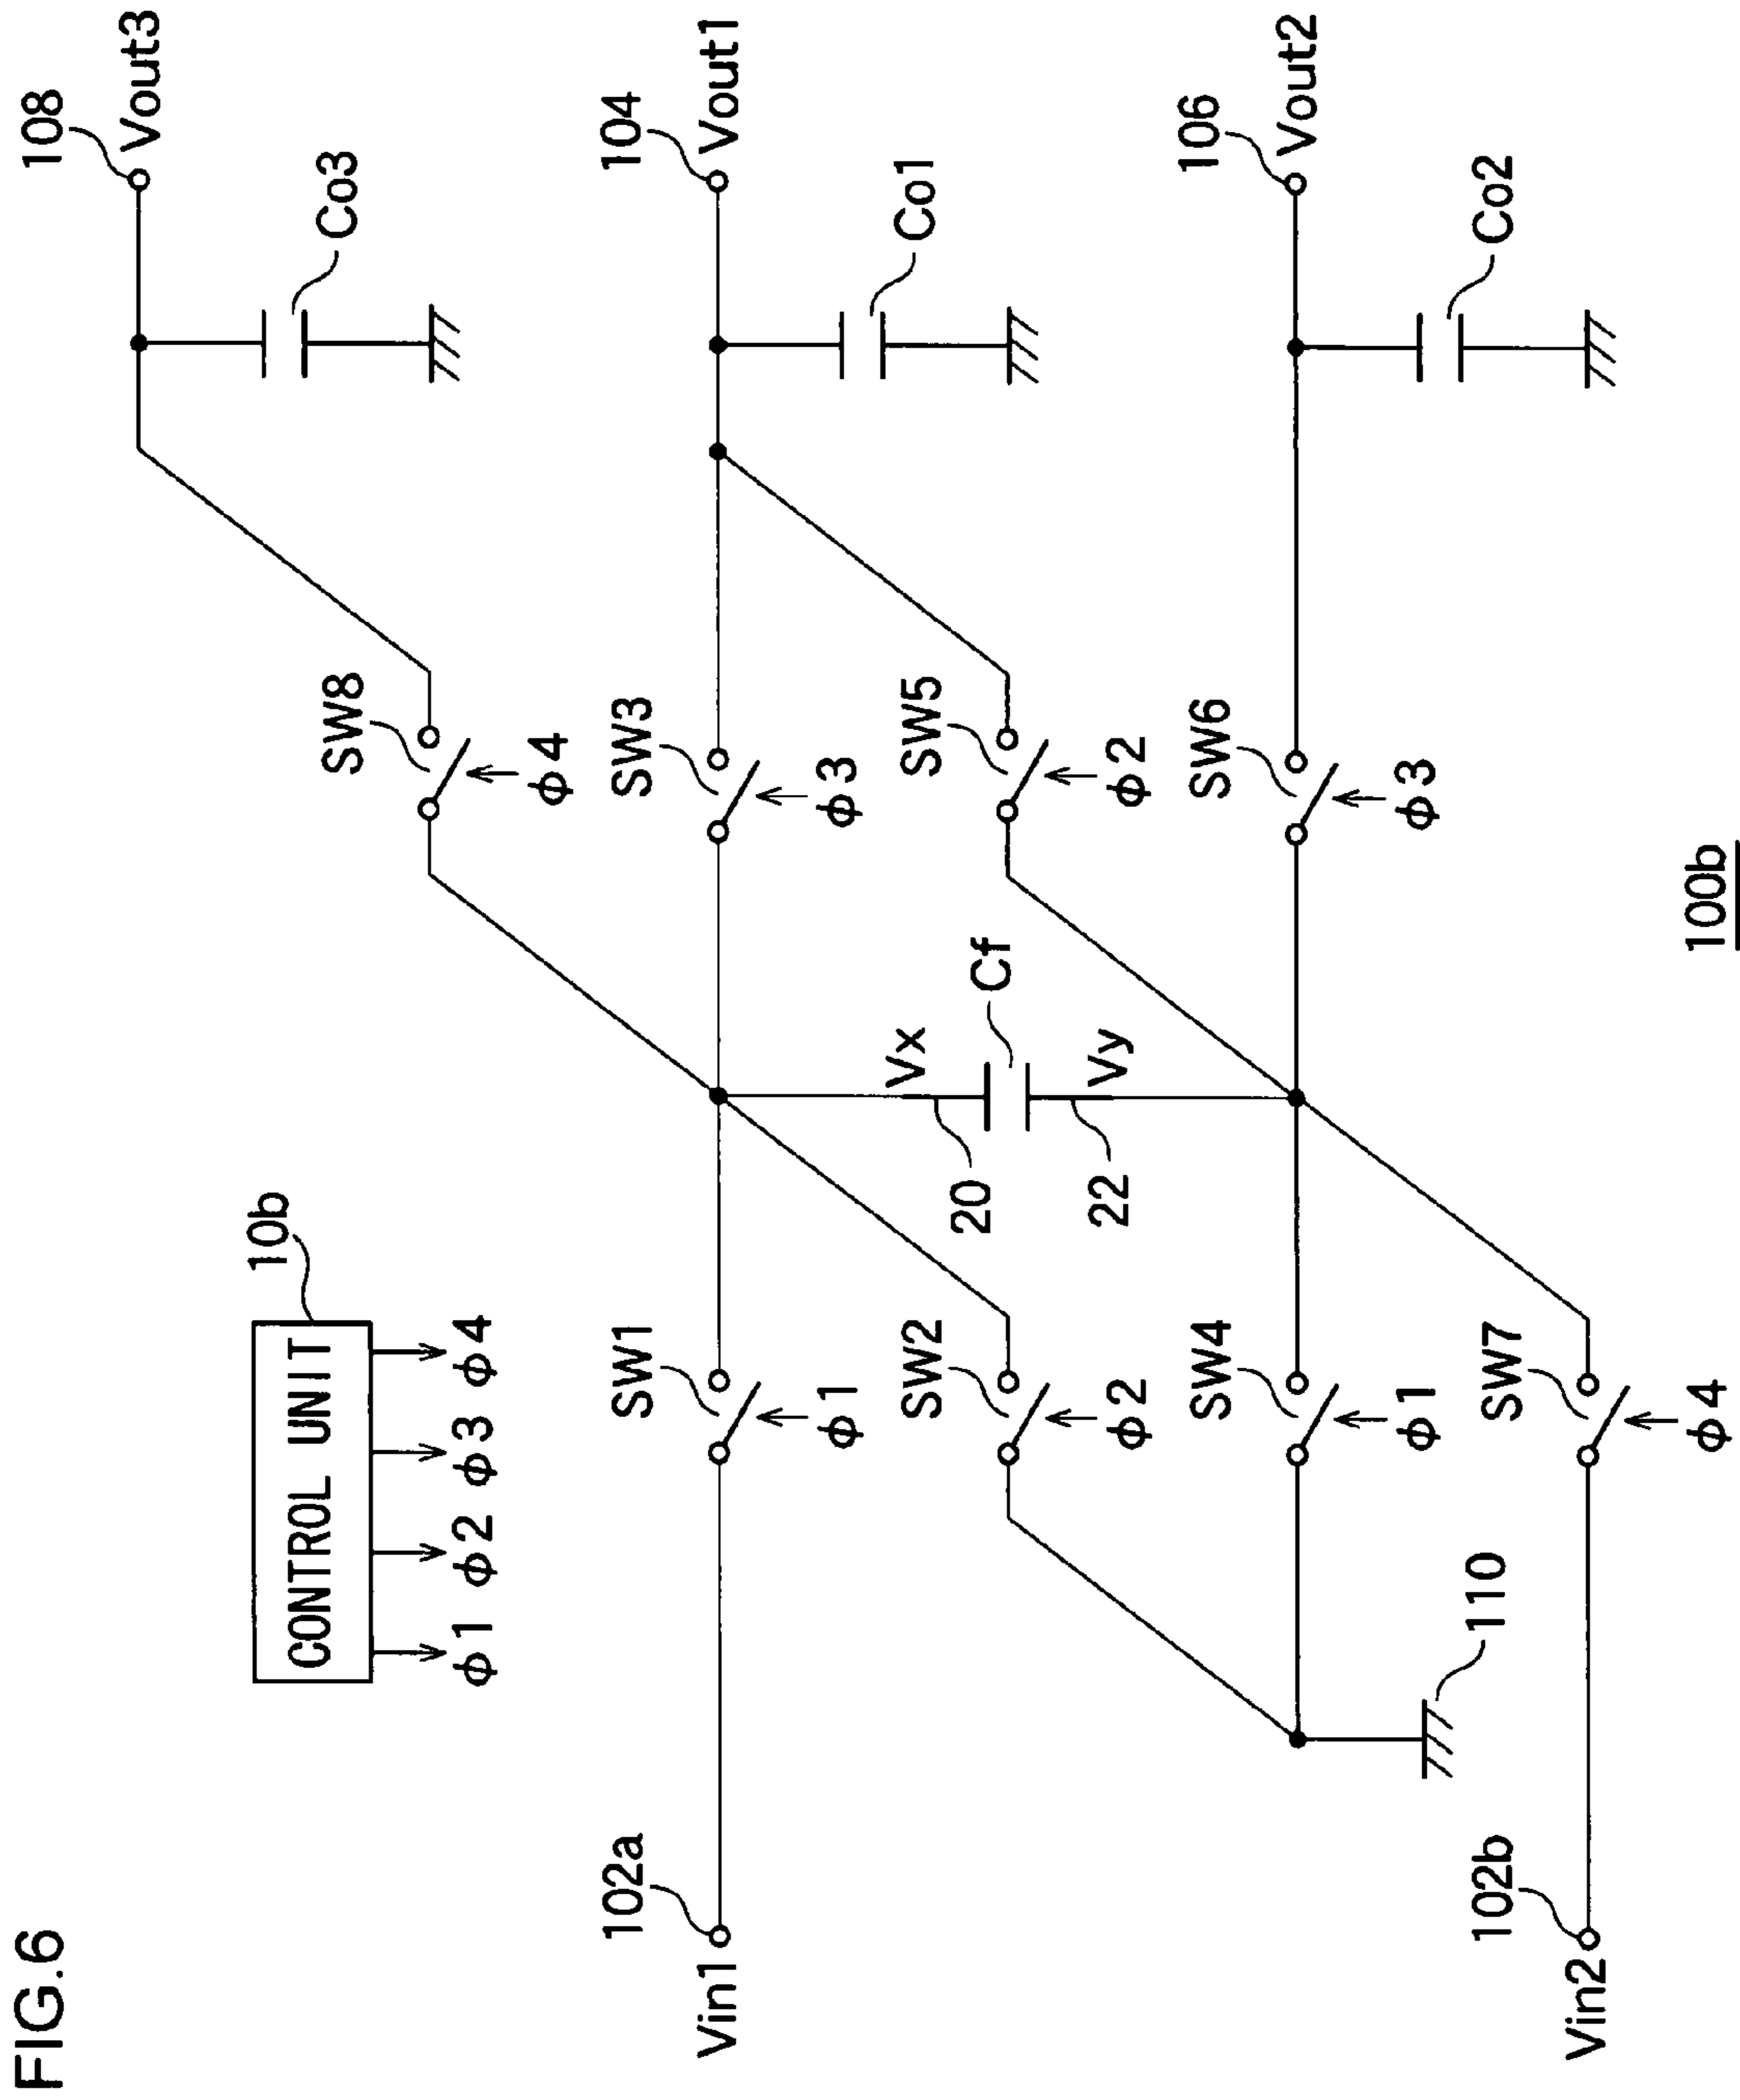 FIG.6
10b
CONTROL UNIT
φ1 φ2 φ3 φ4
108
Vout3
Co3
SW8
φ4
102a
Vin1
SW1
φ1
SW3
φ3
104
Vout1
Co1
Vx
20
Cf
Vy
22
SW2
φ2
SW5
φ2
SW4
φ1
SW6
φ3
106
Vout2
Co2
110
102b
Vin2
SW7
φ4
100b